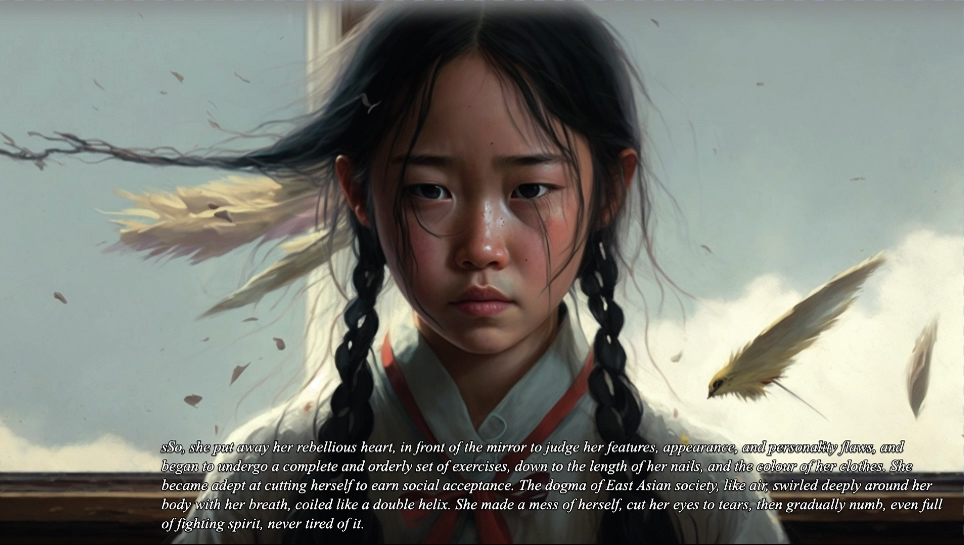 sSo, she put away her rebellious heart, in front of the mirror to judge her features, appearance, and personality flaws, and
began to undergo a complete and orderly set of exercises, down to the length of her nails, and the colour of her clothes. She
became adept at cutting herself to earn social acceptance. The dogma of East Asian society, like air, swirled deeply around her
body with her breath, coiled like a double helix. She made a mess of herself, cut her eyes to tears, then gradually numb, even full
of fighting spirit, never tired of it.